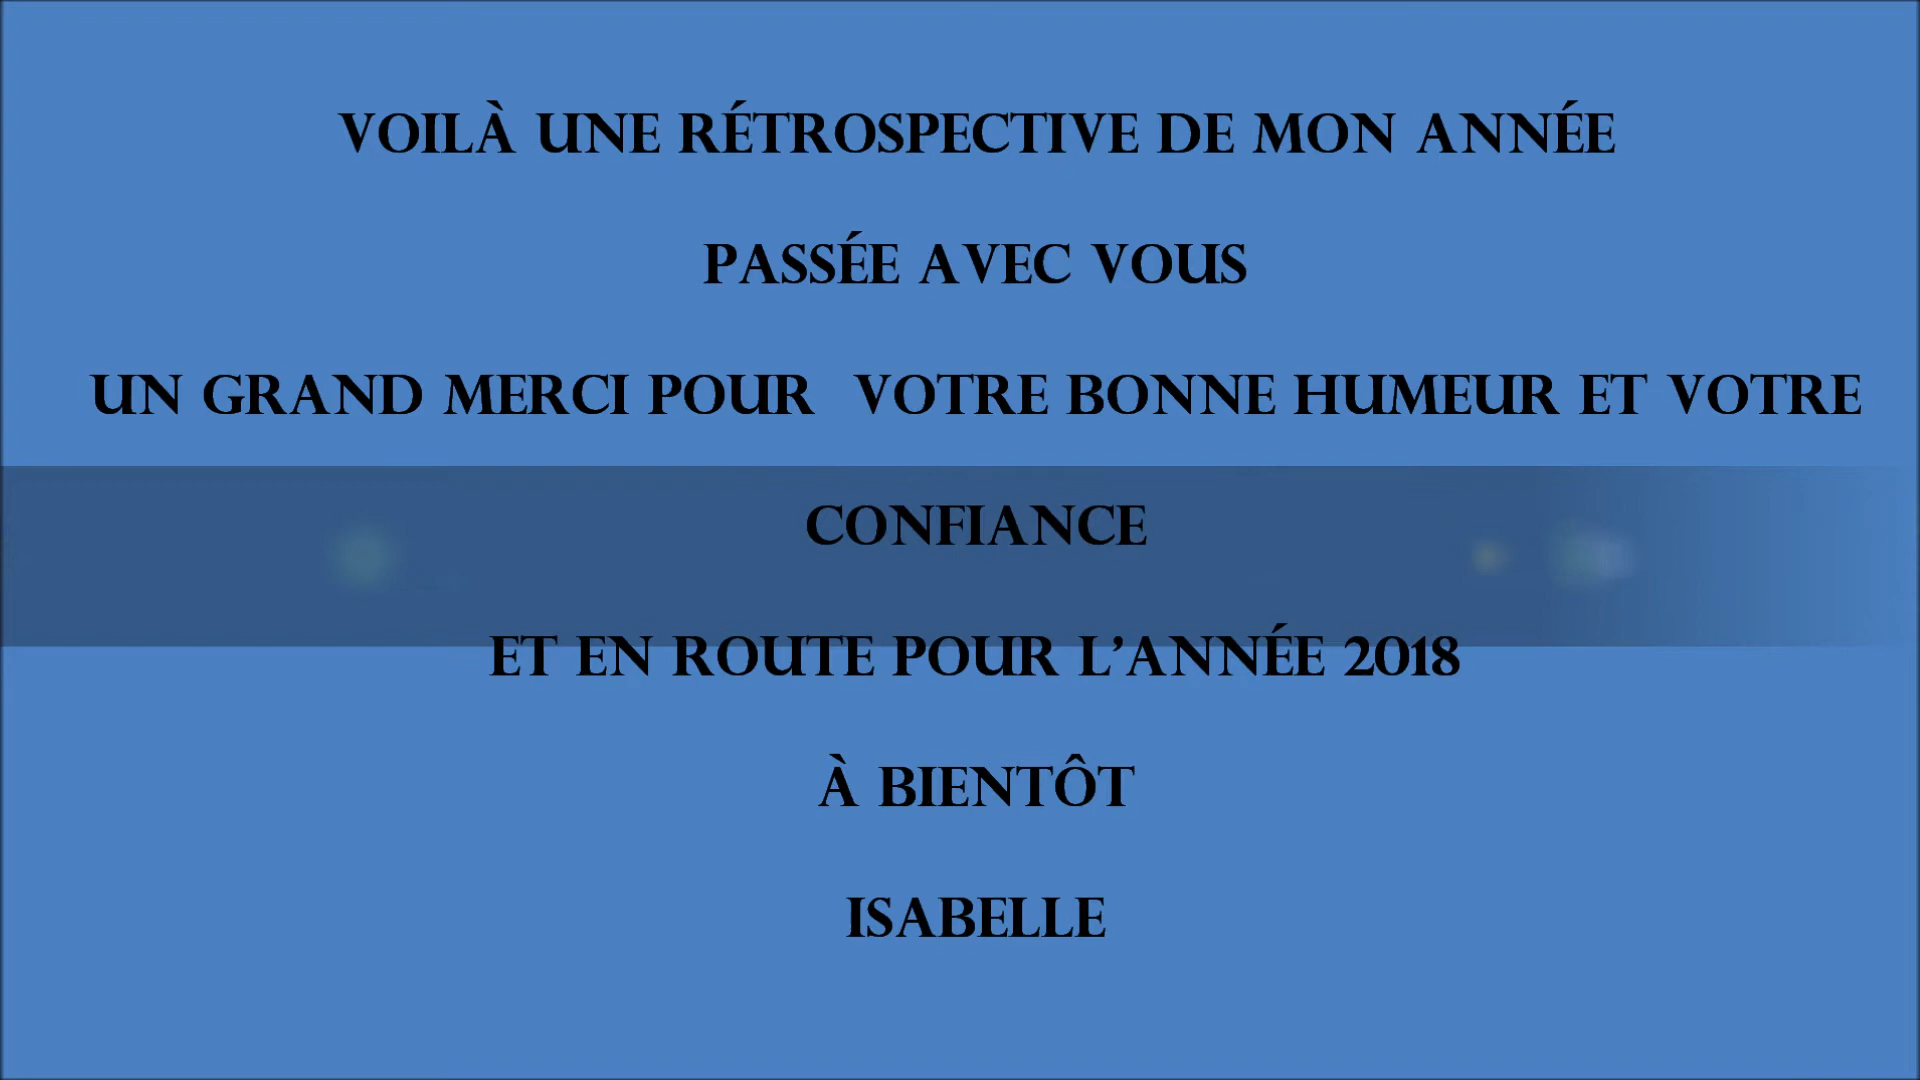 VOILÀ UNE RÉTROSPECTIVE DE MON ANNÉE
PASSÉE AVEC VOUS
UN GRAND MERCI POUR  VOTRE BONNE HUMEUR ET VOTRE
CONFIANCE
ET EN ROUTE POUR L'ANNÉE 2018
À BIENTÔT
ISABELLE